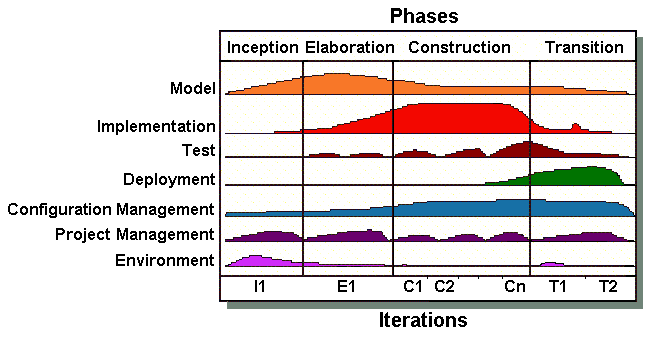 Phases
Inception Elaboration Construction Transition
Model
Implementation
Test
Deployment
Configuration Management
Project Management
Environment
I1 E1 C1 C2 Cn T1 T2
Iterations